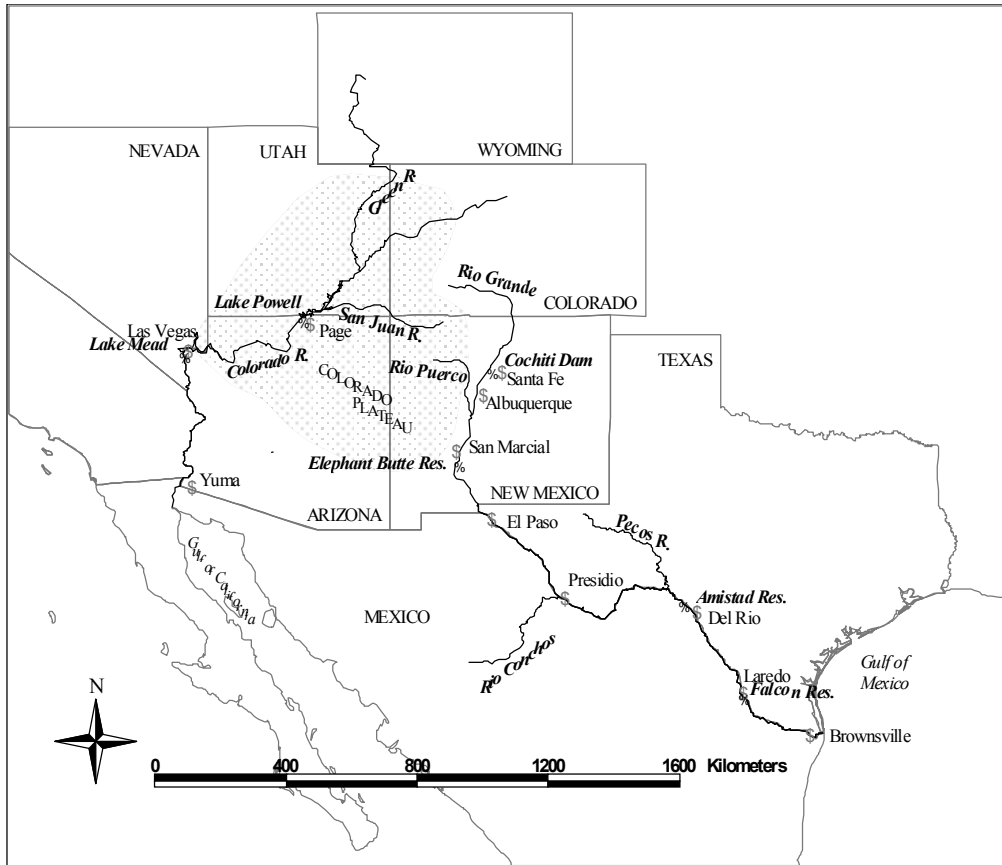 NEVADA
UTAH
WYOMING
Green R.
Rio Grande
COLORADO
Lake Powell
San Juan R.
Page
Las Vegas
Lake Mead
Colorado R.
TEXAS
Rio Puerco
Cochiti Dam
Santa Fe
COLORADO
PLATEAU
Albuquerque
San Marcial
Elephant Butte Res.
Yuma
NEW MEXICO
ARIZONA
El Paso
Pecos R.
Gulf of California
Presidio
Amistad Res.
MEXICO
Del Rio
Rio Conchos
Gulf of
Mexico
Laredo
Falcon Res.
N
Brownsville
0 400 800 1200 1600 Kilometers